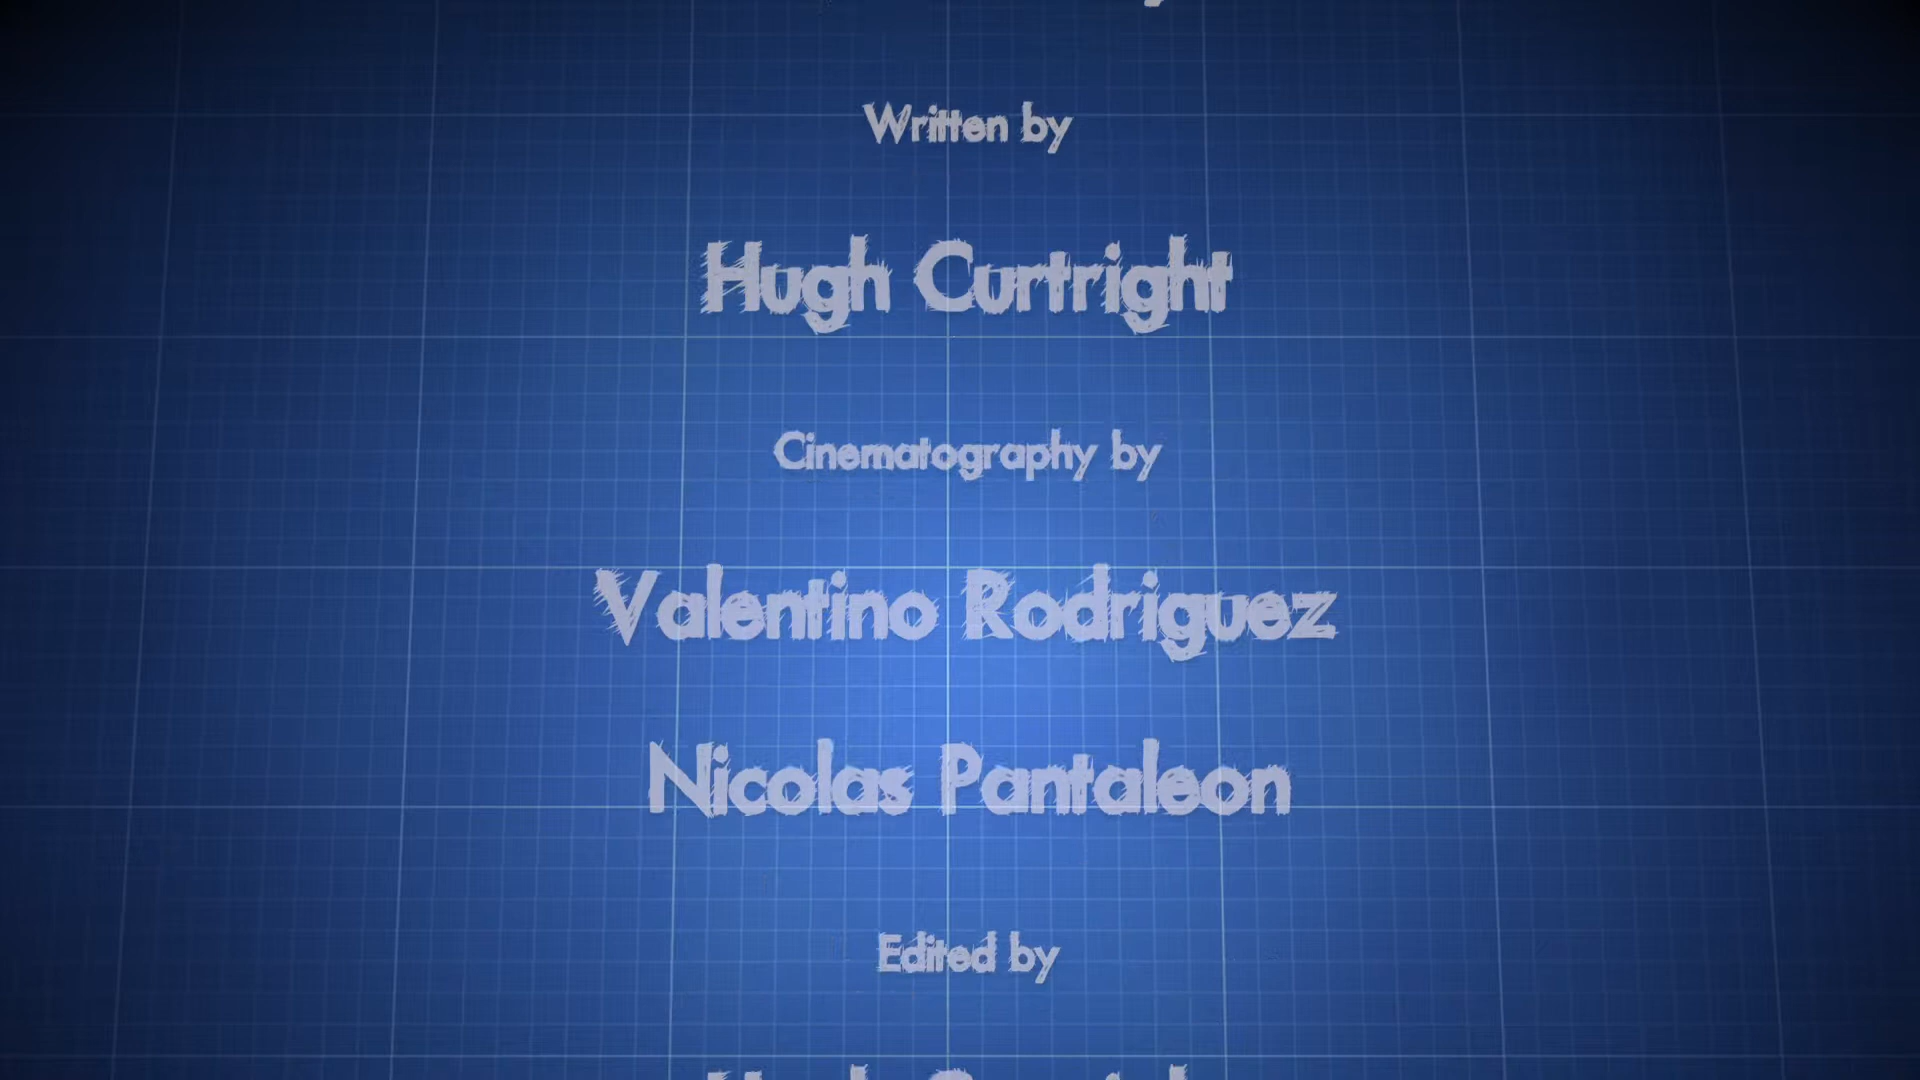 Written by
Hugh Curtright
Cinematography by
Valentino Rodriguez
Nicolas Pantaleon
Edited by